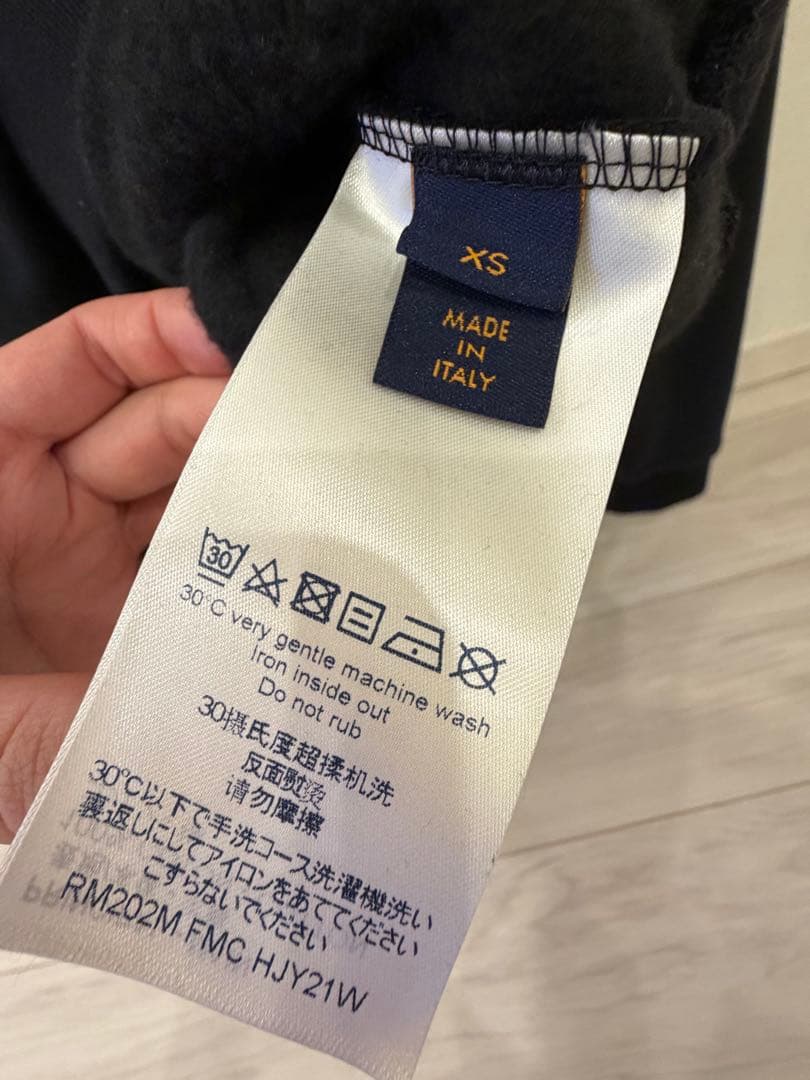 XS
MADE
IN
ITALY
30
30°C very gentle machine wash
Iron inside out
Do not rub
30摄氏度超揉机洗
反面熨烫
请勿摩擦
30℃以下で手洗コース洗濯機洗い
裏返しにしてアイロンをあててください
こすらないでください
RM202M FMC HJY21W